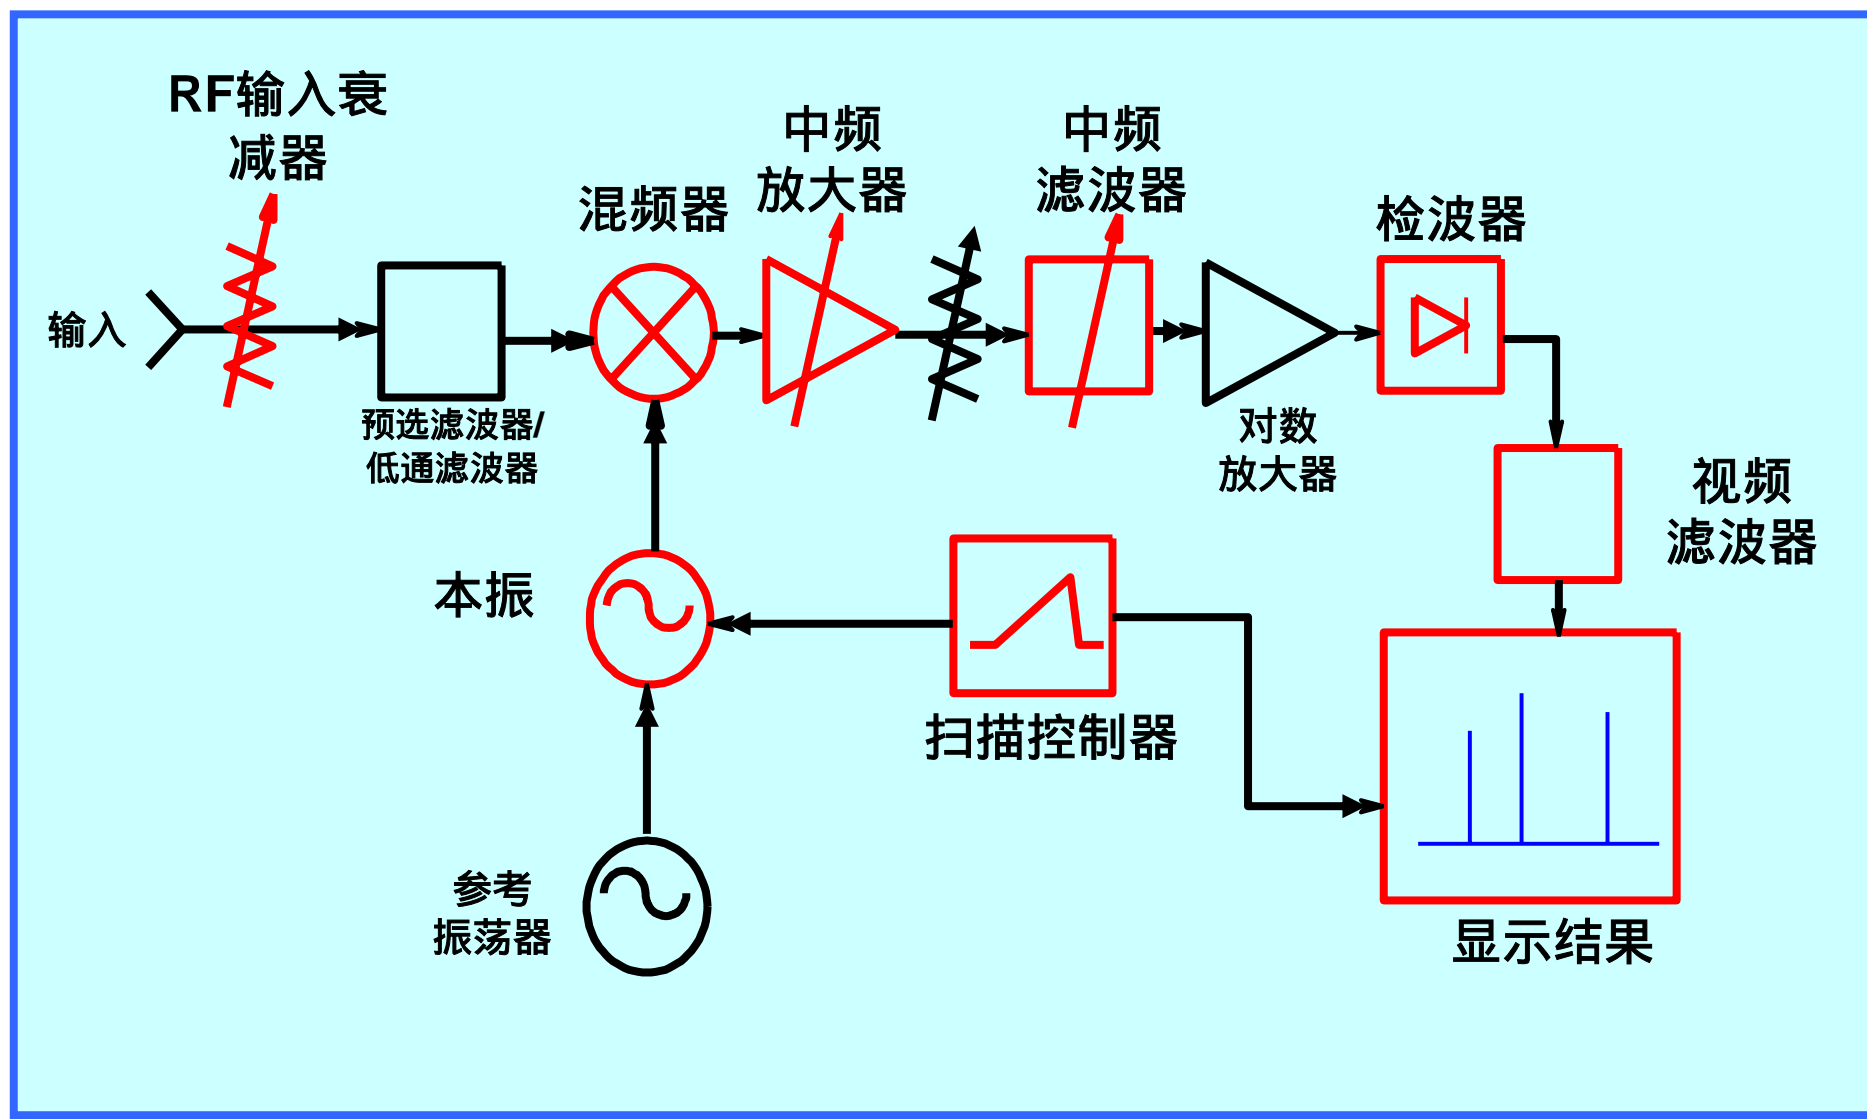 RF输入衰
减器
中频
放大器
中频
滤波器
混频器
检波器
输入
预选滤波器/
低通滤波器
对数
放大器
视频
滤波器
本振
扫描控制器
参考
振荡器
显示结果